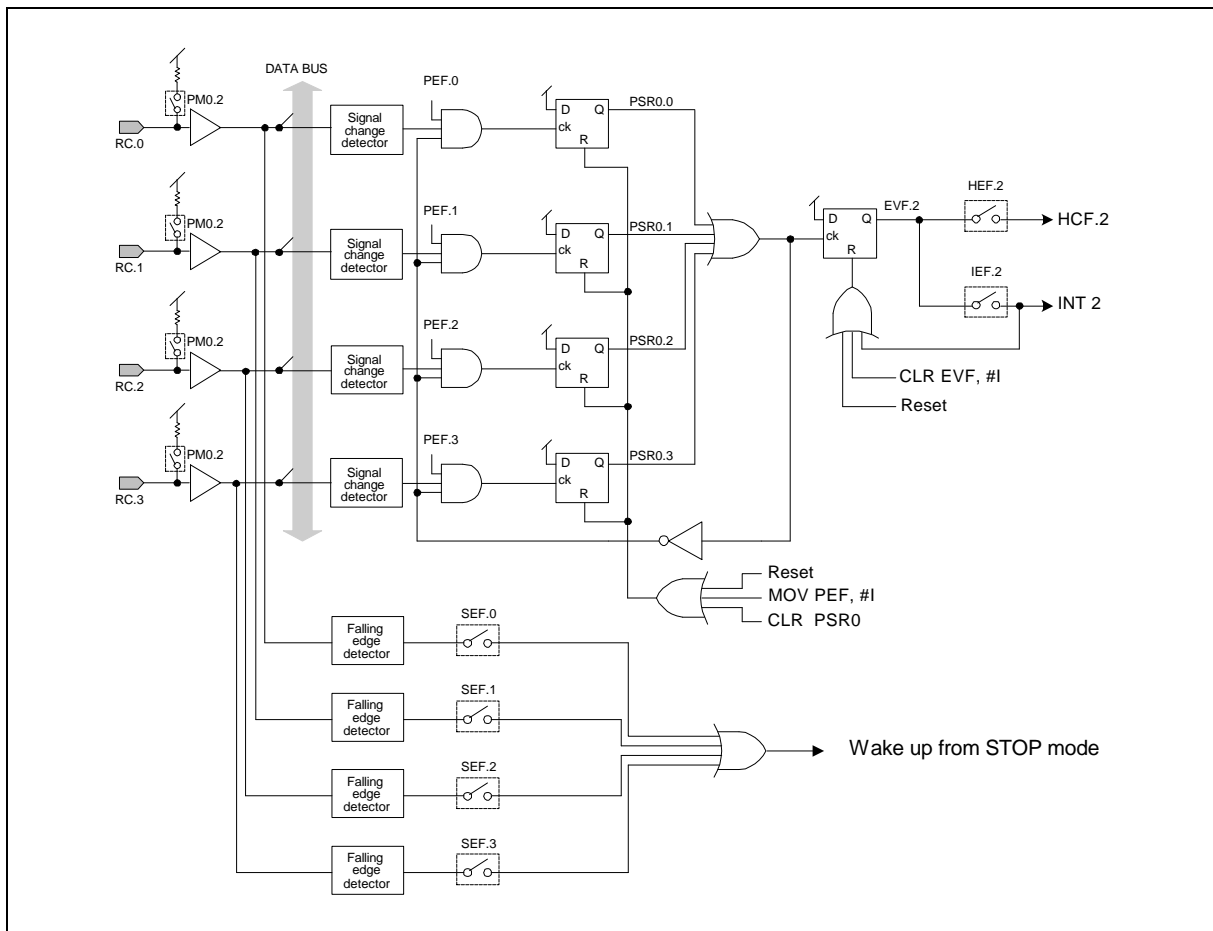 DATA BUS
PM0.2
RC.0
Signal
change
detector
PEF.0
D
Q
ck
R
PSR0.0
PM0.2
RC.1
Signal
change
detector
PEF.1
D
Q
ck
R
PSR0.1
D
Q
ck
R
EVF.2
HEF.2
HCF.2
IEF.2
INT 2
CLR EVF, #I
Reset
PM0.2
RC.2
Signal
change
detector
PEF.2
D
Q
ck
R
PSR0.2
PM0.2
RC.3
Signal
change
detector
PEF.3
D
Q
ck
R
PSR0.3
Reset
MOV PEF, #I
CLR PSR0
Falling
edge
detector
SEF.0
Falling
edge
detector
SEF.1
Falling
edge
detector
SEF.2
Falling
edge
detector
SEF.3
Wake up from STOP mode